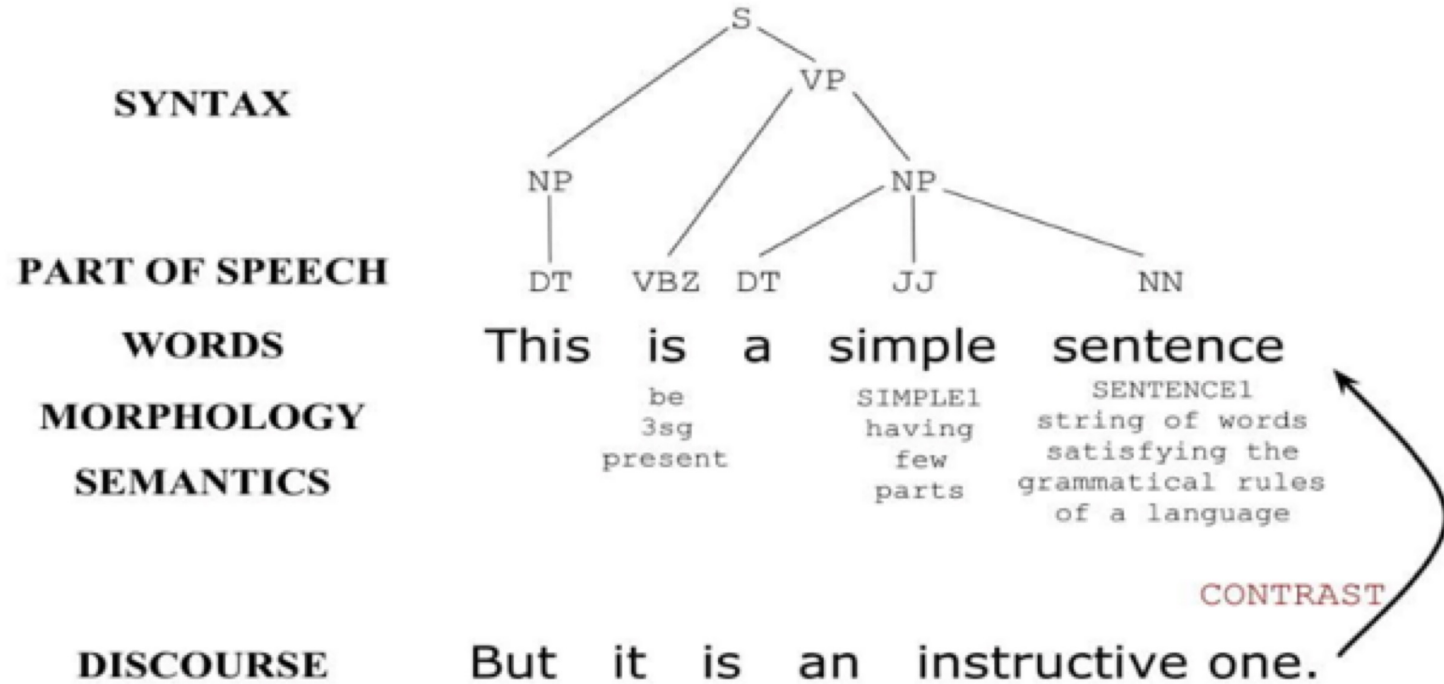 S
VP
SYNTAX
NP NP
PART OF SPEECH DT VBZ DT JJ NN
WORDS This is a simple sentence
MORPHOLOGY
SEMANTICS
be
3sg
present
SIMPLE1
having
few
parts
SENTENCE1
string of words
satisfying the
grammatical rules
of a language
CONTRAST
DISCOURSE But it is an instructive one.